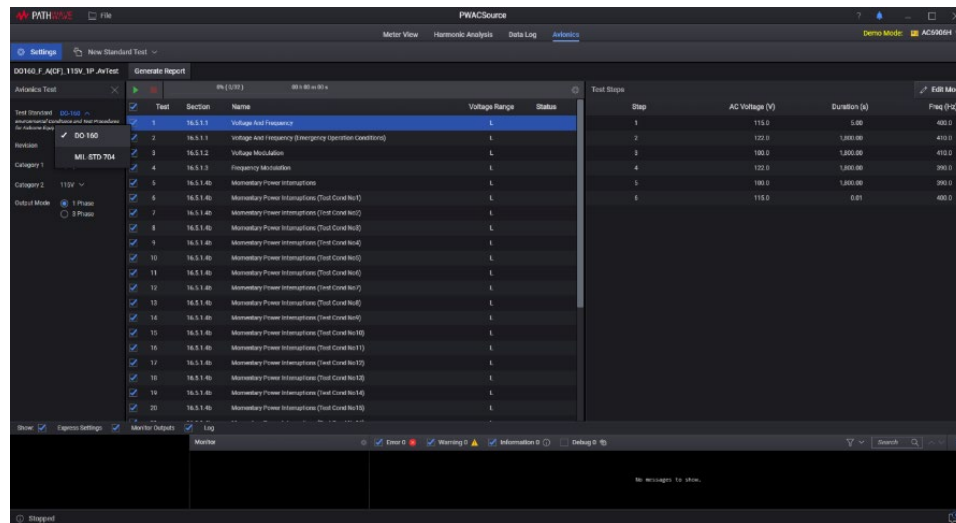 PATHWAVE File PWACSource ?
Meter View Harmonic Analysis Data Log Avionics Demo Mode: AC6906H
Settings New Standard Test
DO160_F_A(CF)_115V_1P .AvTest Generate Report
Avionics Test 0% (0/32) Test Steps Edit Mo
Test Section Name Voltage Range Status Step AC Voltage (V) Duration (s) Freq (Hz)
Test Standard DO-160
Environmental Conditions and Test Procedures
for Airborne Equip
DO-160
MIL-STD-704
Revision
Category 1
Category 2 115V
Output Mode 1 Phase
3 Phase
1 16.5.1.1 Voltage And Frequency L
2 16.5.1.1 Voltage And Frequency (Emergency Operation Conditions) L
3 16.5.1.2 Voltage Modulation L
4 16.5.1.3 Frequency Modulation L
5 16.5.1.4b Momentary Power Interruptions L
6 16.5.1.4b Momentary Power Interruptions (Test Cond No1) L
7 16.5.1.4b Momentary Power Interruptions (Test Cond No2) L
8 16.5.1.4b Momentary Power Interruptions (Test Cond No3) L
9 16.5.1.4b Momentary Power Interruptions (Test Cond No4) L
10 16.5.1.4b Momentary Power Interruptions (Test Cond No5) L
11 16.5.1.4b Momentary Power Interruptions (Test Cond No6) L
12 16.5.1.4b Momentary Power Interruptions (Test Cond No7) L
13 16.5.1.4b Momentary Power Interruptions (Test Cond No8) L
14 16.5.1.4b Momentary Power Interruptions (Test Cond No9) L
15 16.5.1.4b Momentary Power Interruptions (Test Cond No10) L
16 16.5.1.4b Momentary Power Interruptions (Test Cond No11) L
17 16.5.1.4b Momentary Power Interruptions (Test Cond No12) L
18 16.5.1.4b Momentary Power Interruptions (Test Cond No13) L
19 16.5.1.4b Momentary Power Interruptions (Test Cond No14) L
20 16.5.1.4b Momentary Power Interruptions (Test Cond No15) L
1 115.0 5.00 400.0
2 122.0 1,800.00 410.0
3 100.0 1,800.00 410.0
4 122.0 1,800.00 390.0
5 100.0 1,800.00 390.0
6 115.0 0.01 400.0
Show: Express Settings Monitor Outputs Log
Monitor Error 0 Warning 0 Information 0 Debug 0 Search
No messages to show.
Stopped